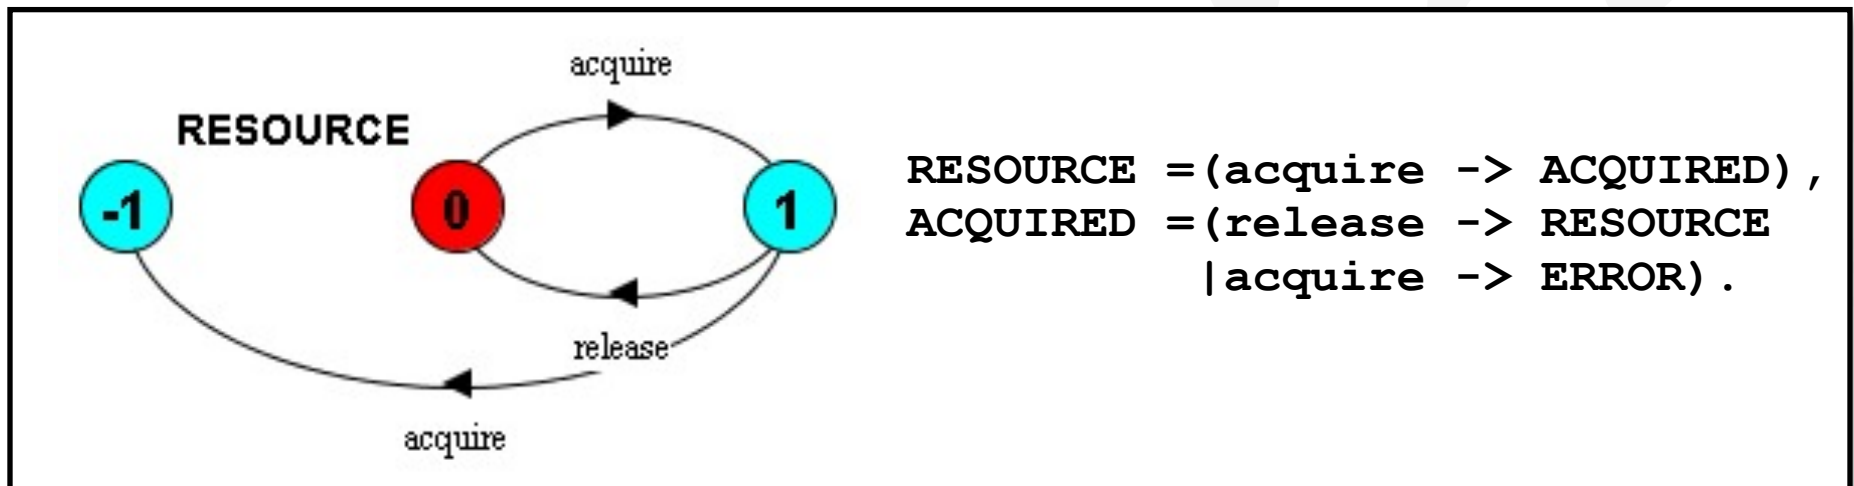 acquire
RESOURCE
-1
0
1
release
acquire
RESOURCE =(acquire -> ACQUIRED),
ACQUIRED =(release -> RESOURCE
|acquire -> ERROR).